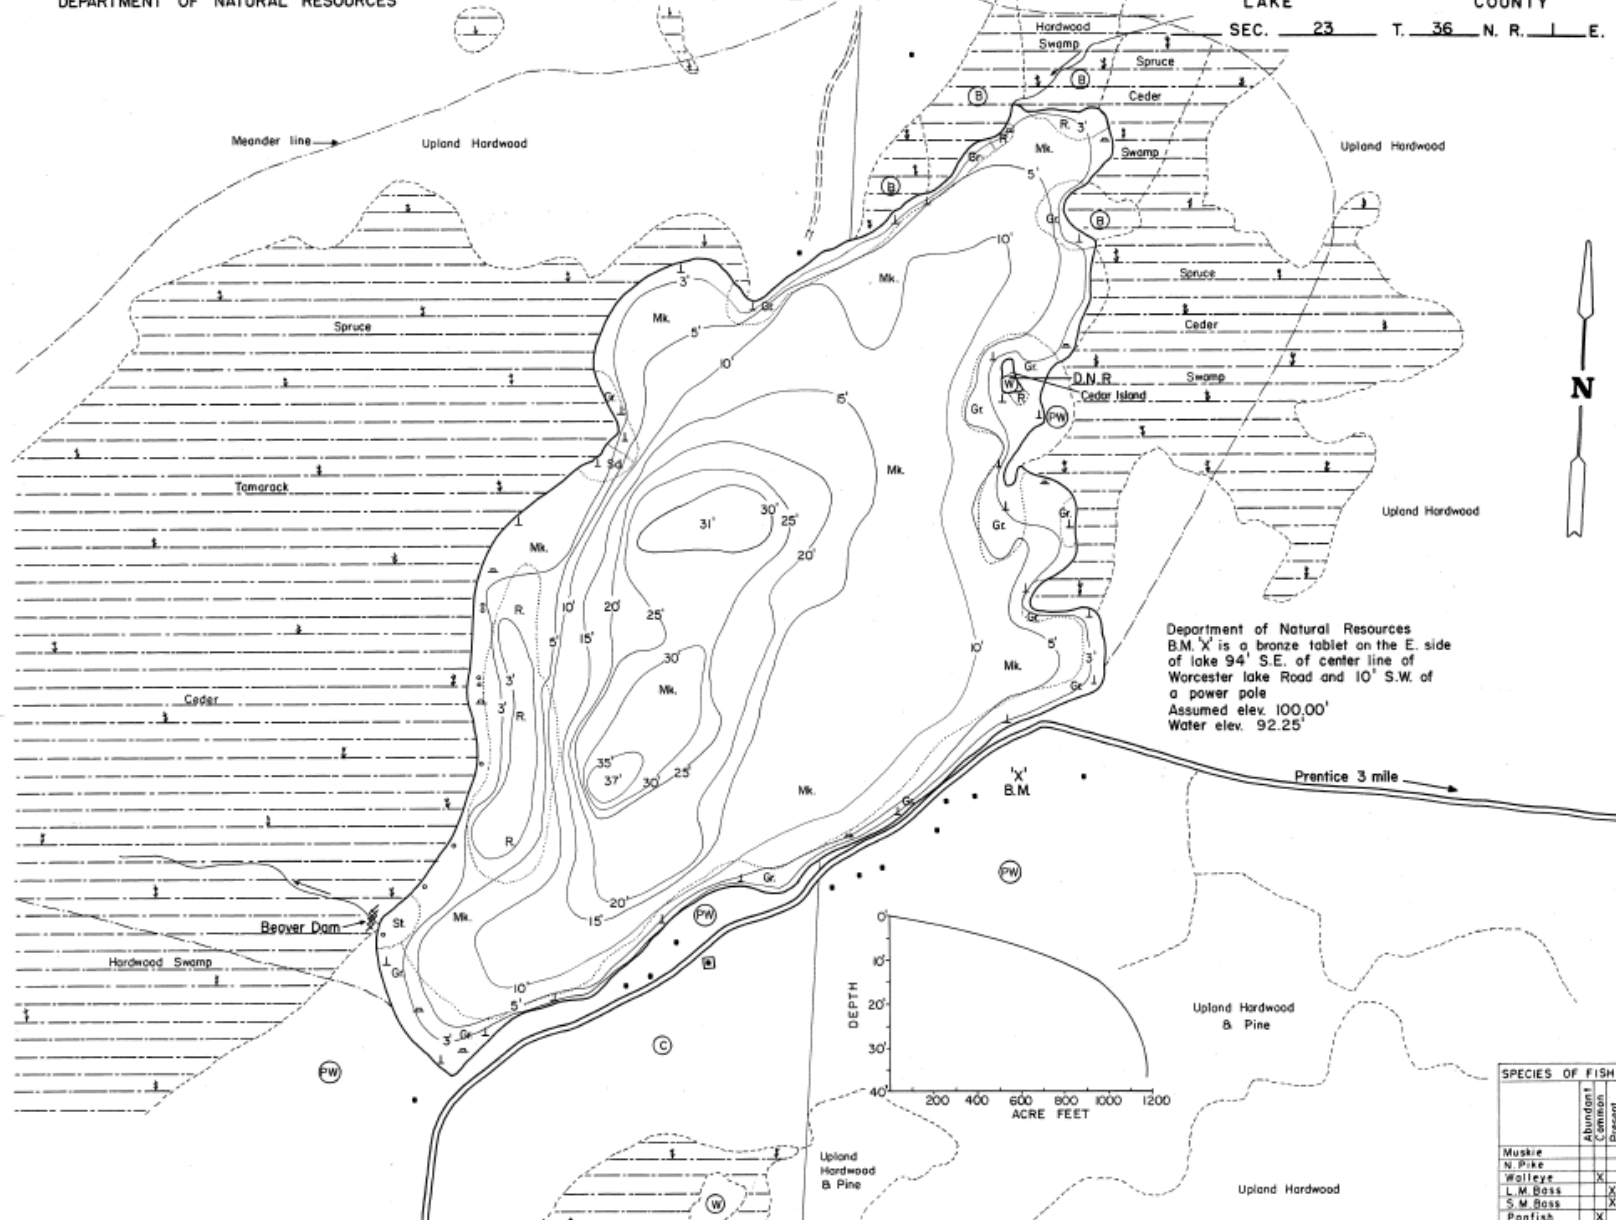 DEPARTMENT OF NATURAL RESOURCES
LAKE COUNTY
SEC. 23 T. 36 N. R. 1 E.
Hardwood
Swamp
Spruce
Ceder
Swamp
Meander line
Upland Hardwood
Upland Hardwood
B
B
B
B
R.
3'
R
Gr.
Mk.
5'
Gr.
10'
Mk.
Spruce
Ceder
Swamp
3'
Gr.
Mk.
5'
Spruce
10'
Gr.
D.N.R.
W
R
Cedar Island
PW
N
Gr.
Gr.
15'
Sd.
Mk.
Tamarack
30'
31'
25'
Gr.
Gr.
Upland Hardwood
Mk.
20'
R.
10'
20'
25'
Gr.
5'
15'
10'
5'
3'
30'
Mk.
Gr.
Mk.
3'
3'
R.
Ceder
Department of Natural Resources
B.M. 'X' is a bronze tablet on the E. side
of lake 94' S.E. of center line of
Worcester lake Road and 10' S.W. of
a power pole
Assumed elev. 100.00'
Water elev. 92.25'
35'
37'
30'
25'
'X'
B.M.
Prentice 3 mile
Mk.
Gr.
R.
Gr.
PW
20'
15'
PW
Mk.
St.
Beaver Dam
Hardwood Swamp
Gr.
10'
5'
3'
Gr.
C
PW
0'
10'
20'
30'
40'
DEPTH
200 400 600 800 1000 1200
ACRE FEET
Upland Hardwood
& Pine
Upland
Hardwood
& Pine
Upland Hardwood
W
SPECIES OF FISH
Abundant
Common
Present
Muskie
N. Pike
Walleye X
L.M. Bass X
S.M. Bass X
Panfish X